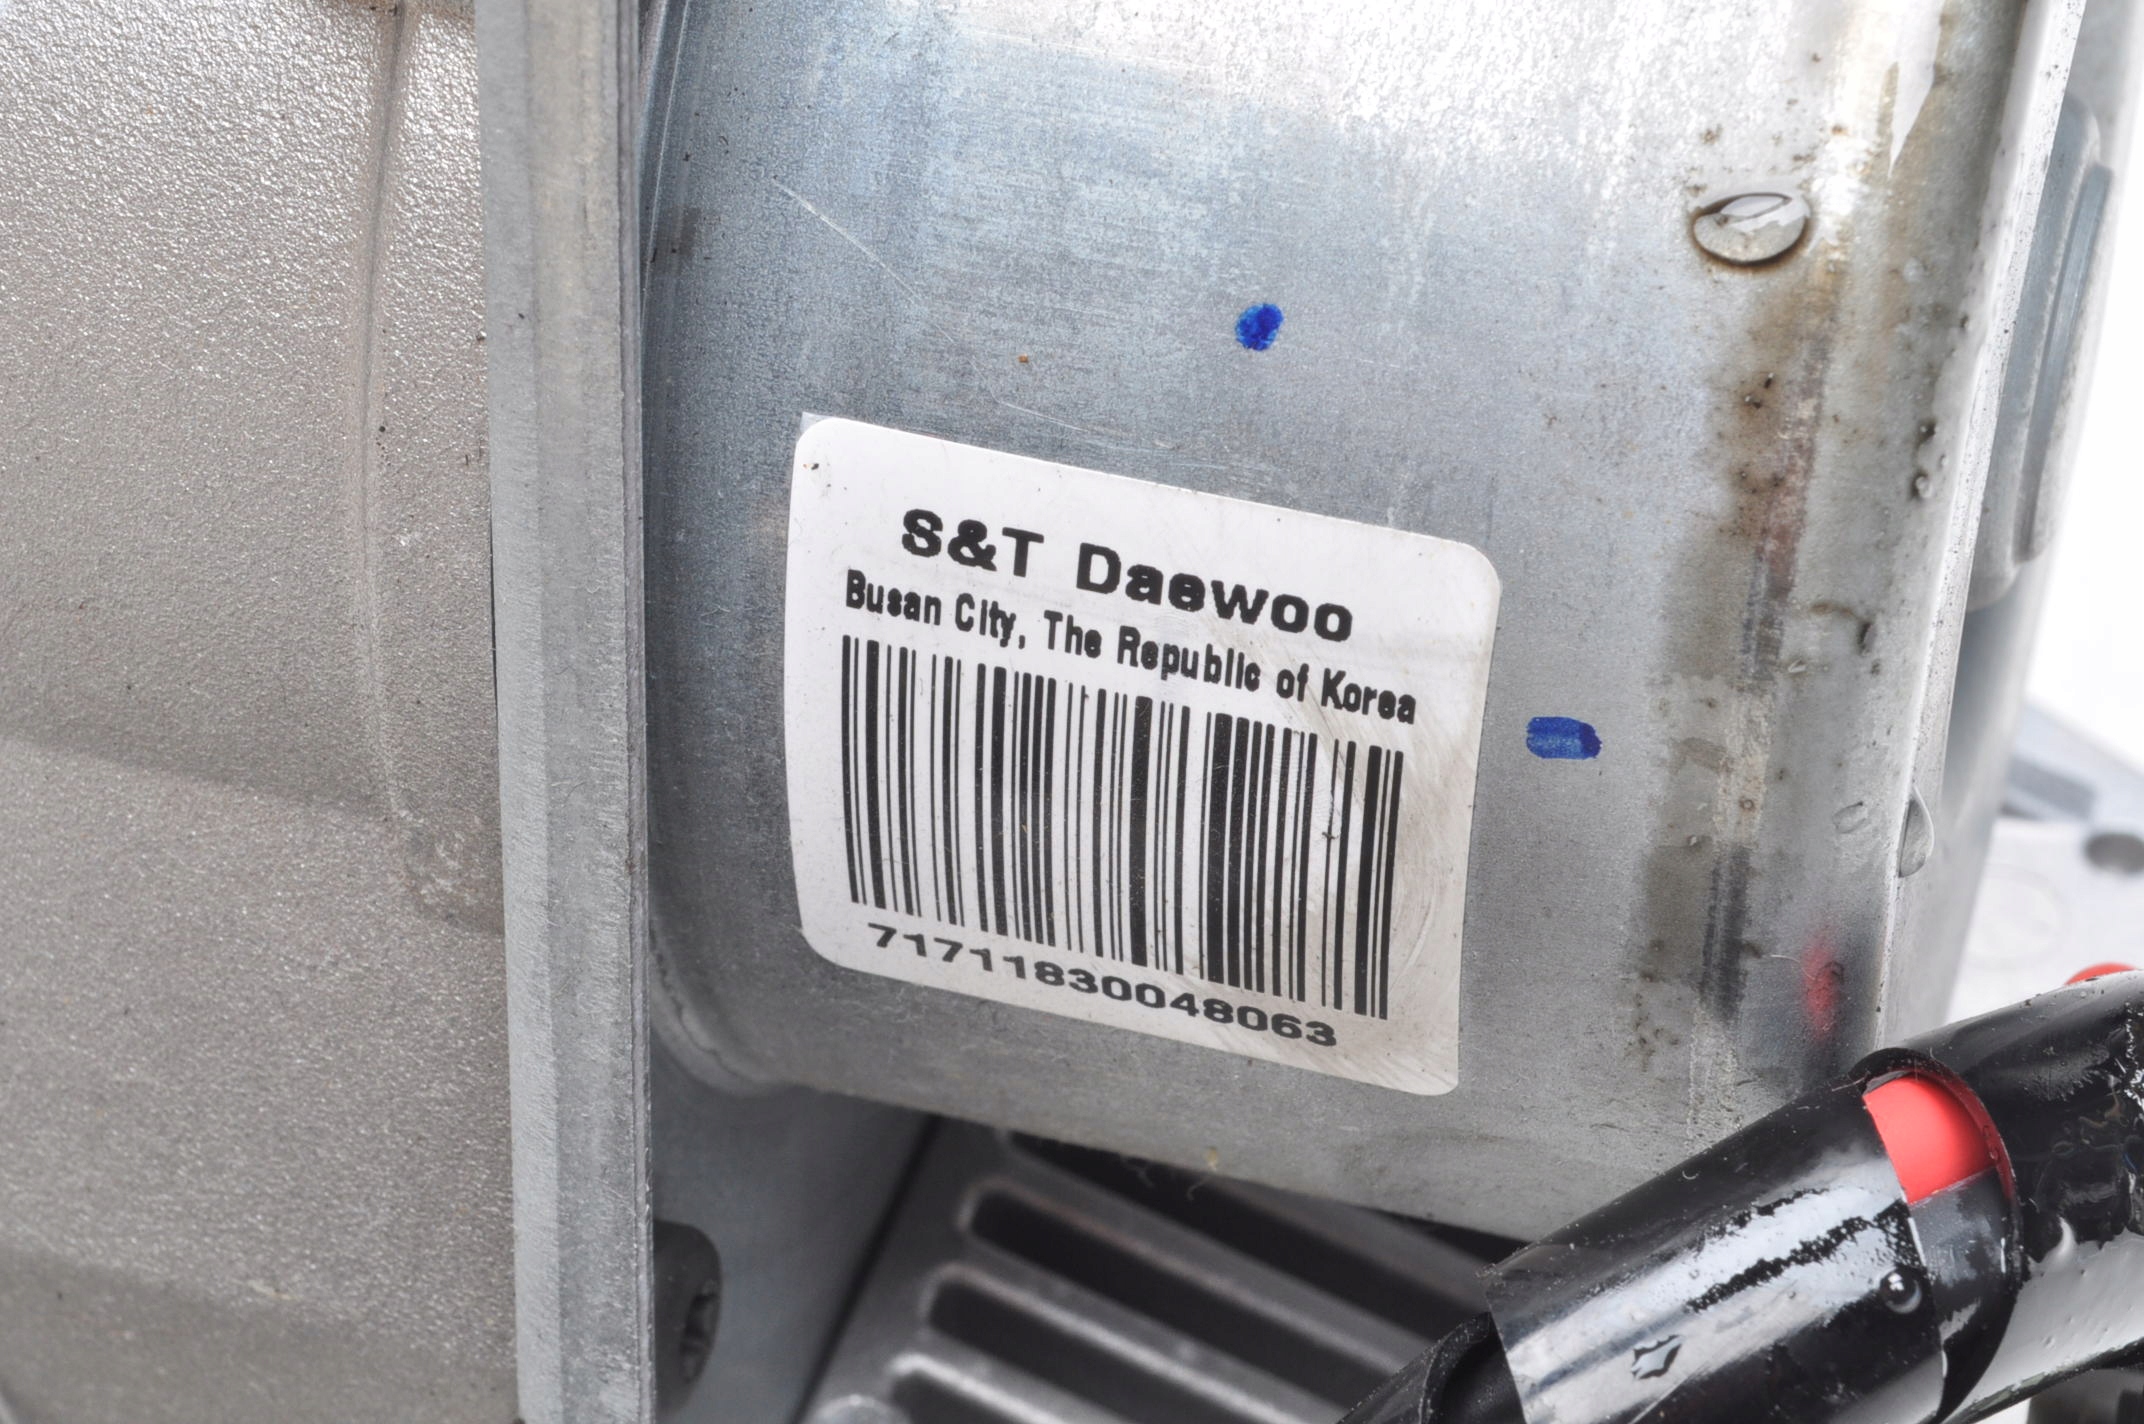 S&T Daewoo
Busan City, The Republic of Korea
71711830048063